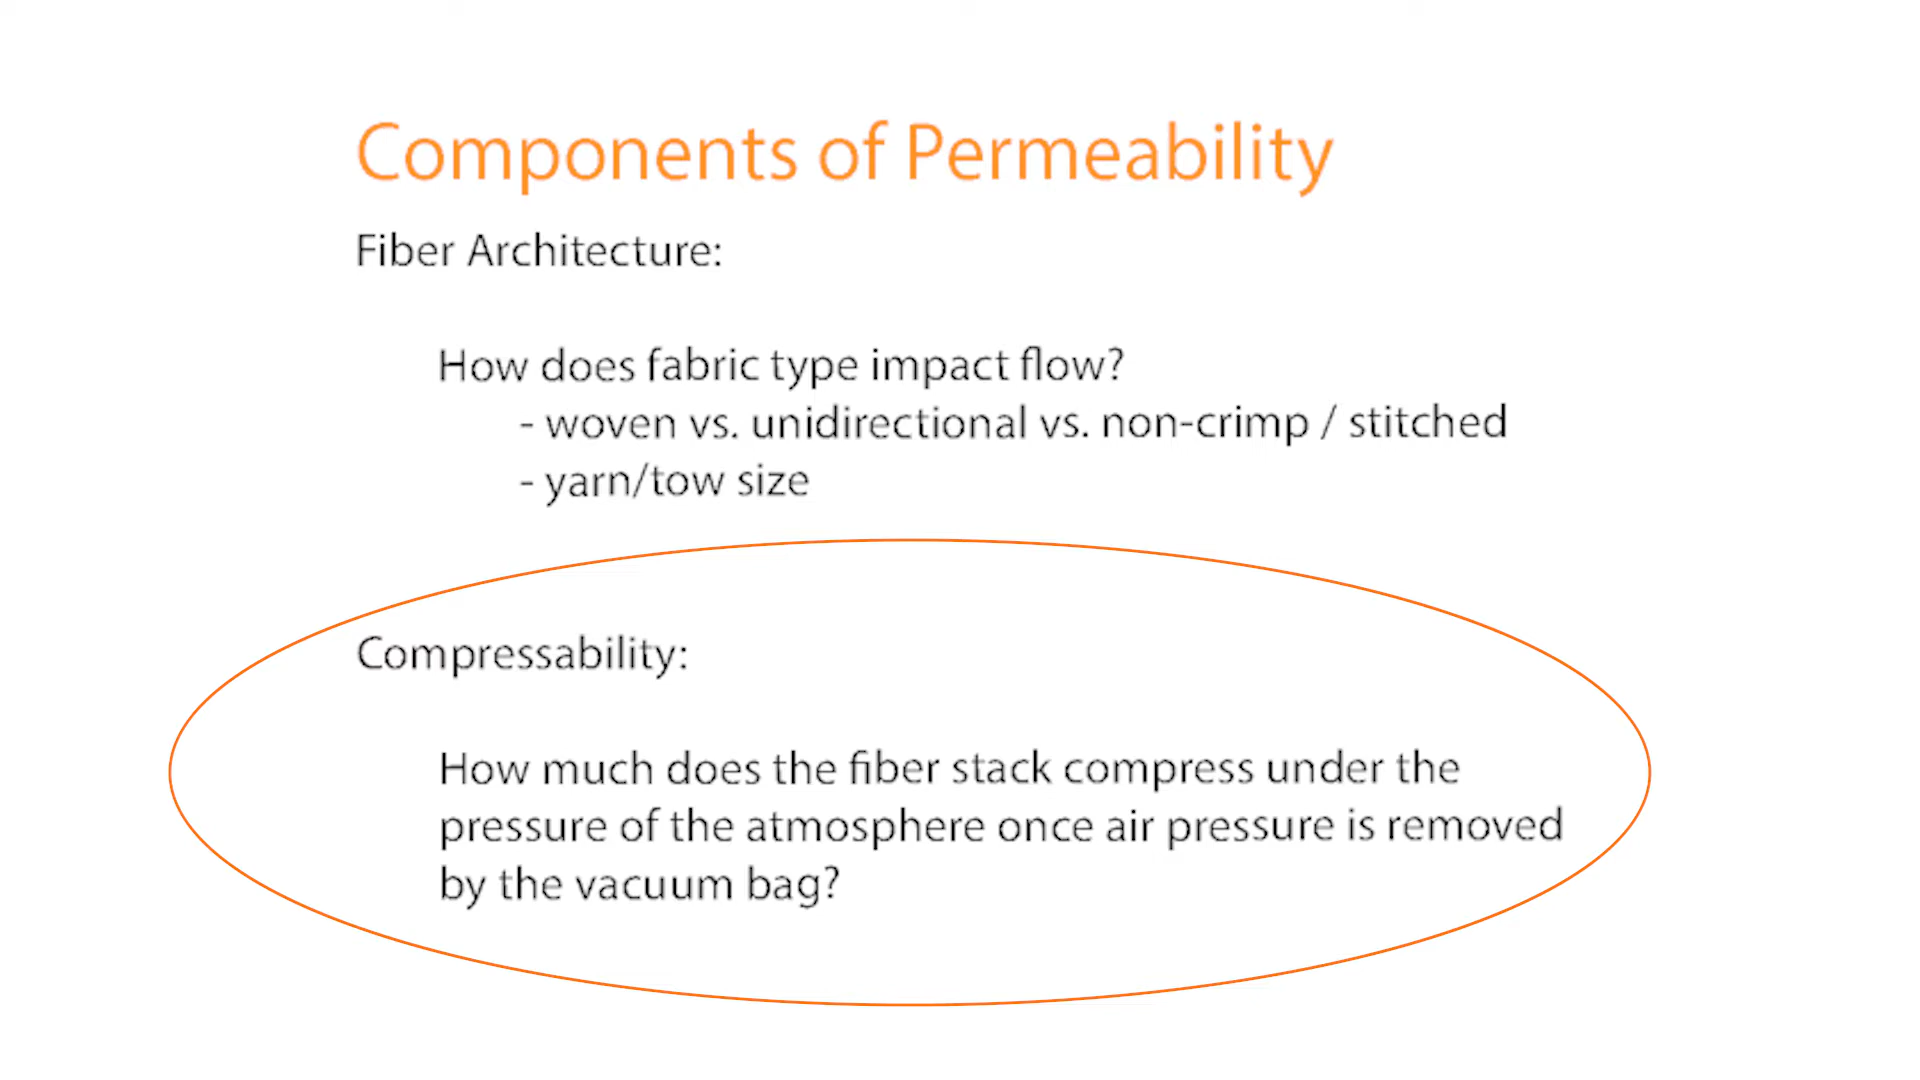 Components of Permeability
Fiber Architecture:
How does fabric type impact flow?
- woven vs. unidirectional vs. non-crimp / stitched
- yarn/tow size
Compressability:
How much does the fiber stack compress under the
pressure of the atmosphere once air pressure is removed
by the vacuum bag?